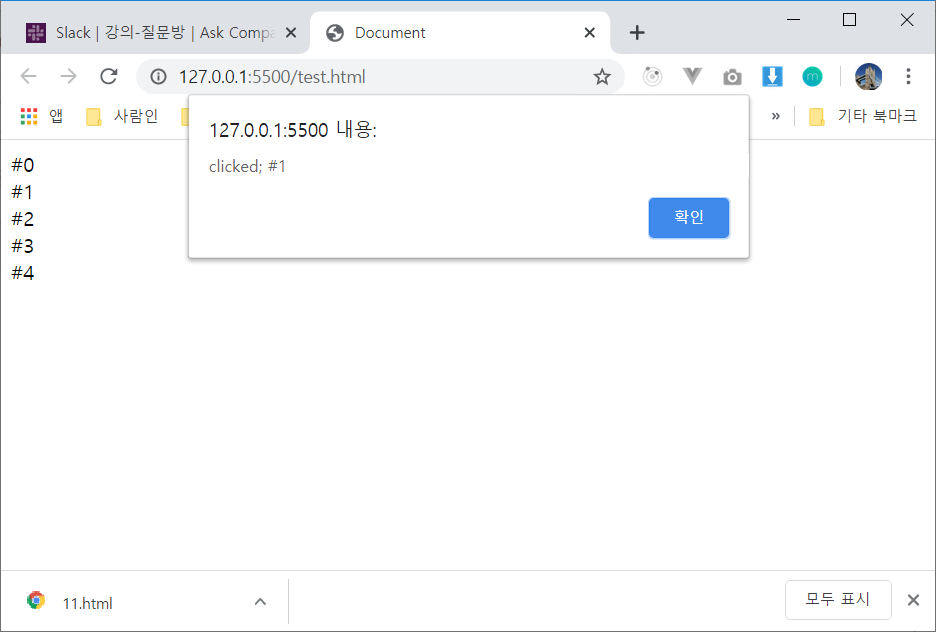 Slack | 강의-질문방 | Ask Compa
Document
127.0.0.1:5500/test.html
앱
사람인
»
기타 북마크
127.0.0.1:5500 내용:
clicked; #1
확인
#0
#1
#2
#3
#4
11.html
모두 표시